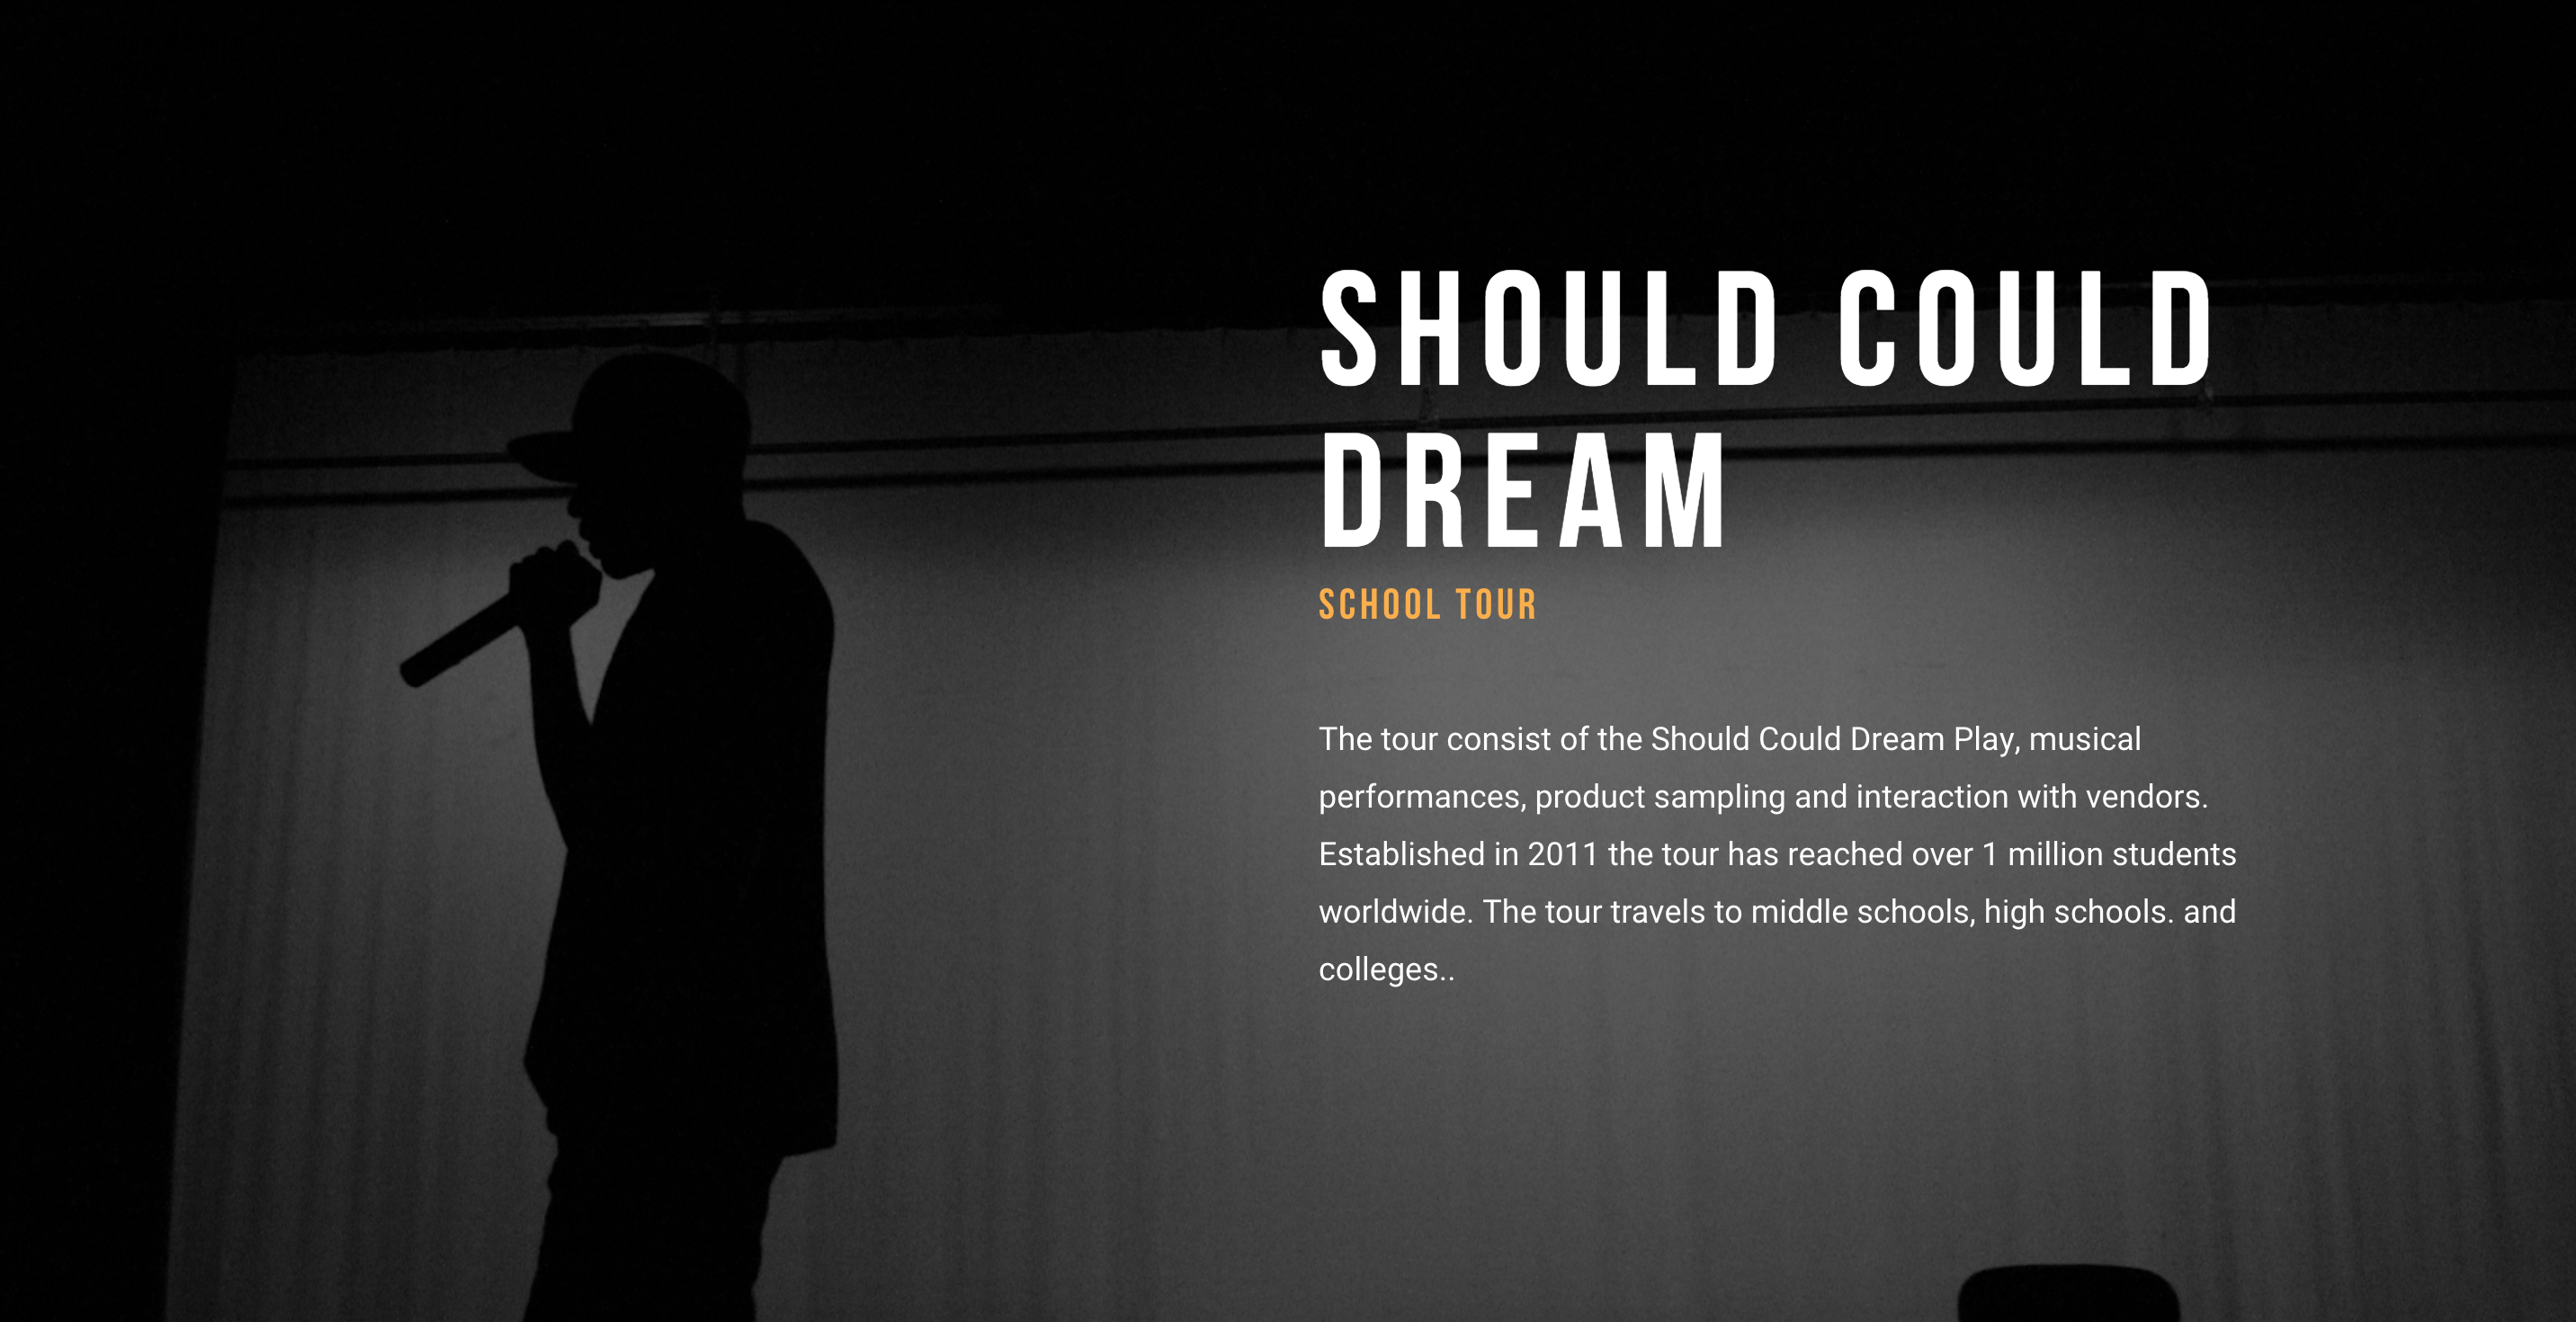 SHOULD COULD
DREAM
SCHOOL TOUR
The tour consist of the Should Could Dream Play, musical
performances, product sampling and interaction with vendors.
Established in 2011 the tour has reached over 1 million students
worldwide. The tour travels to middle schools, high schools. and
colleges..